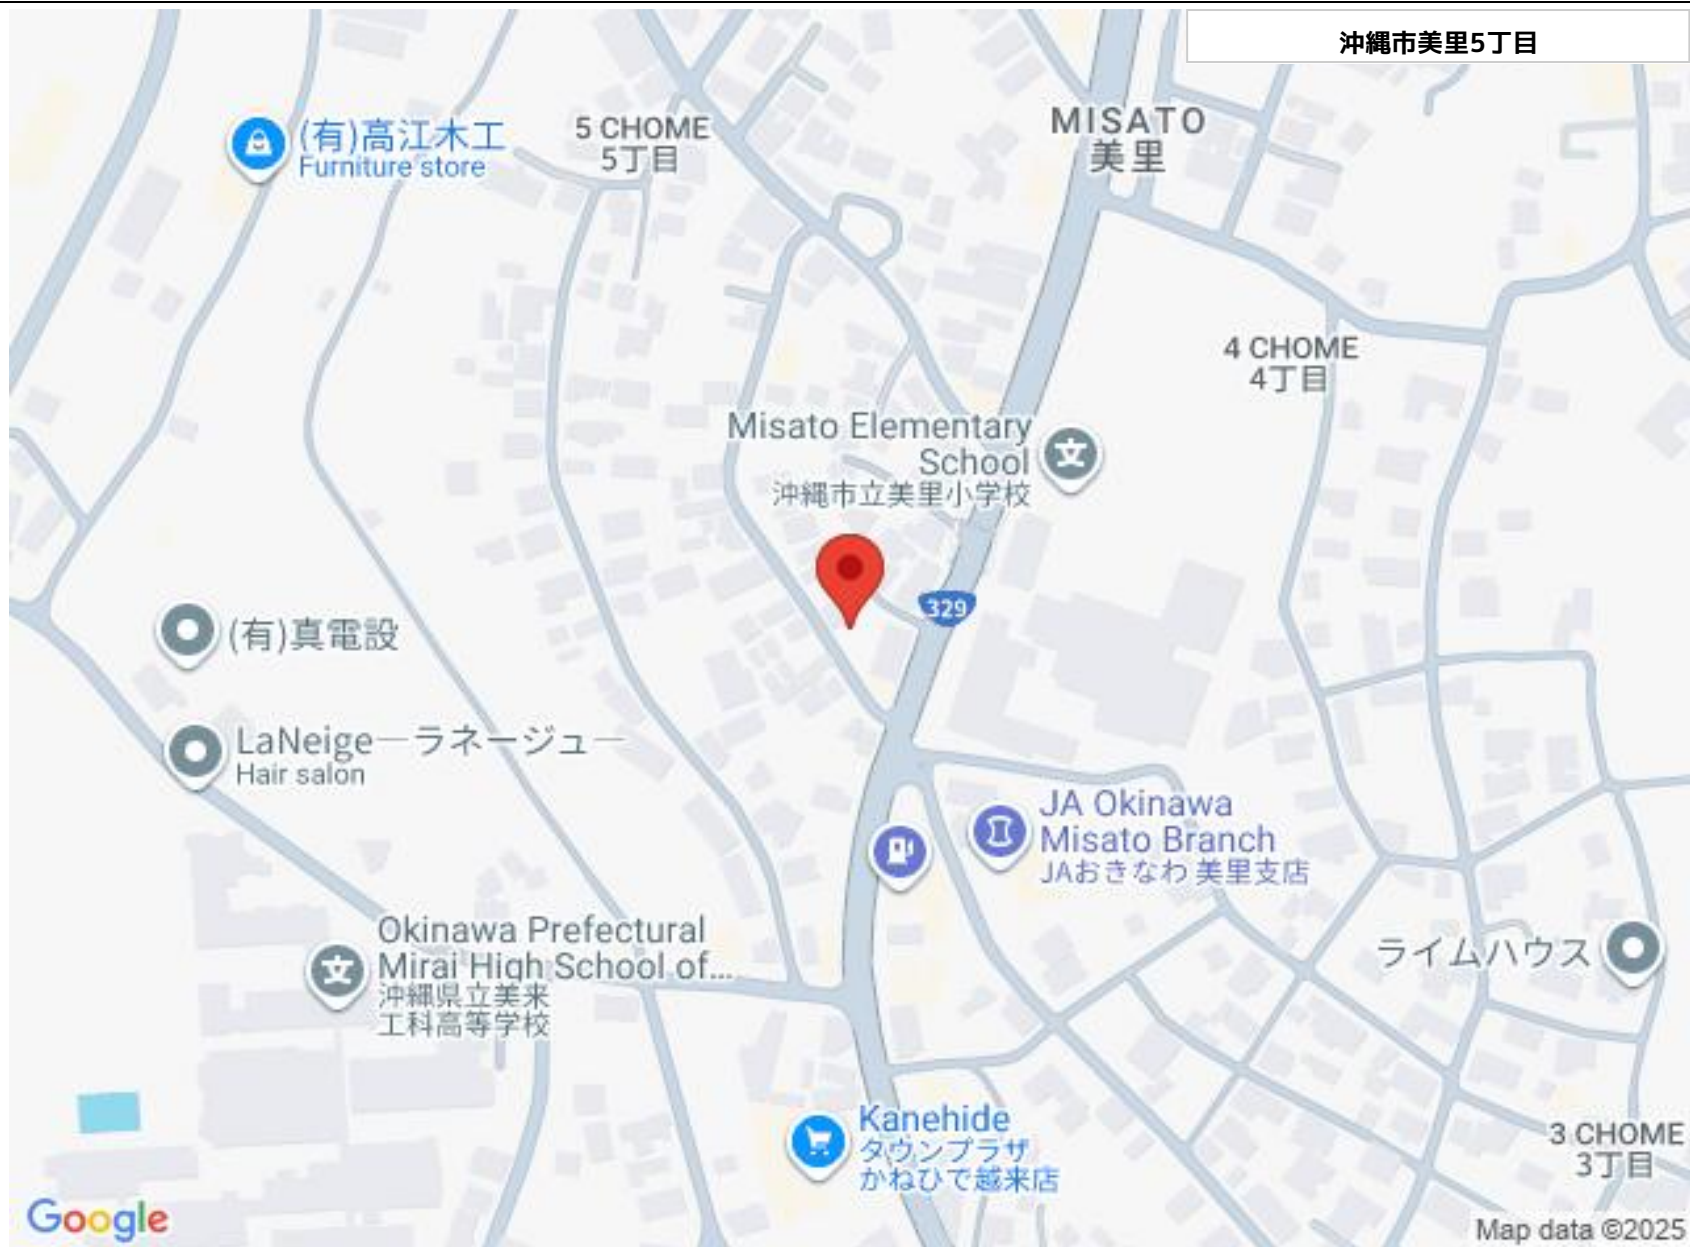 沖縄市美里5丁目
(有)高江木工
Furniture store
5 CHOME
5丁目
MISATO
美里
4 CHOME
4丁目
Misato Elementary
School
沖縄市立美里小学校
329
(有)真電設
LaNeige—ラネージュ—
Hair salon
JA Okinawa
Misato Branch
JAおきなわ 美里支店
Okinawa Prefectural
Mirai High School of...
沖縄県立美来
工科高等学校
ライムハウス
Kanehide
タウンプラザ
かねひで越来店
3 CHOME
3丁目
Google
Map data ©2025